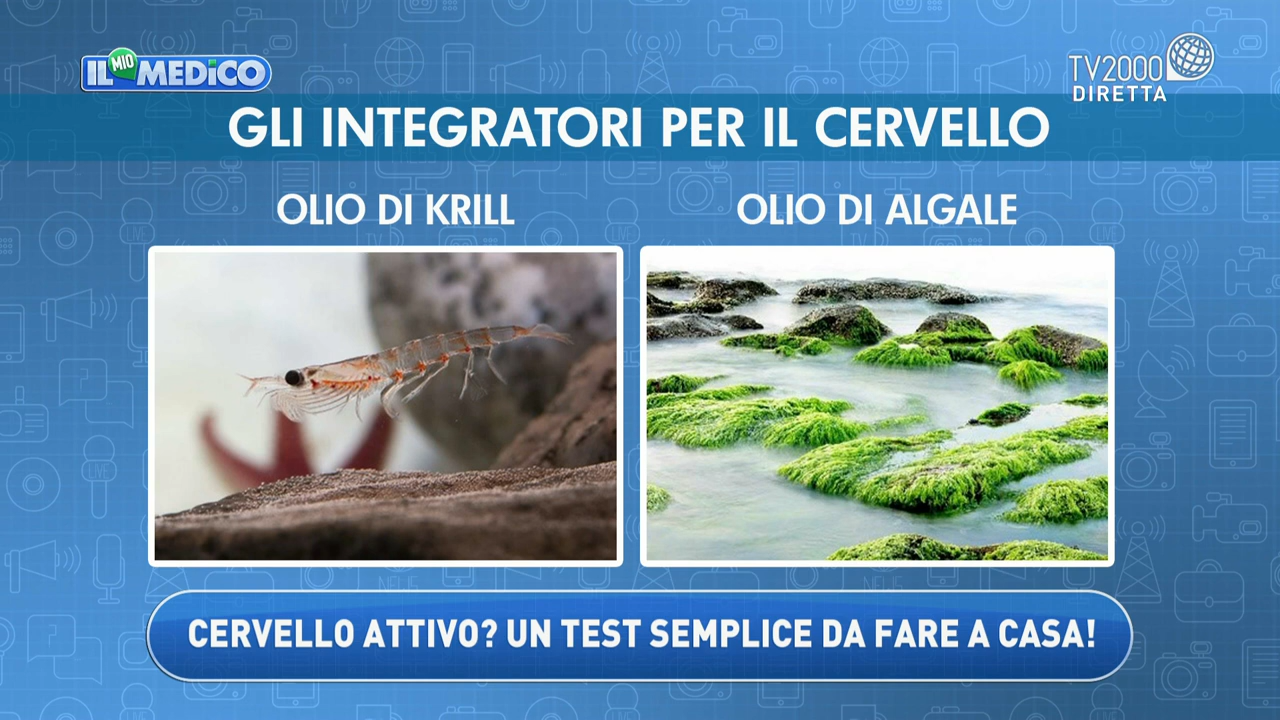 IL MIO MEDICO
TV2000
DIRETTA
GLI INTEGRATORI PER IL CERVELLO
OLIO DI KRILL
OLIO DI ALGALE
CERVELLO ATTIVO? UN TEST SEMPLICE DA FARE A CASA!